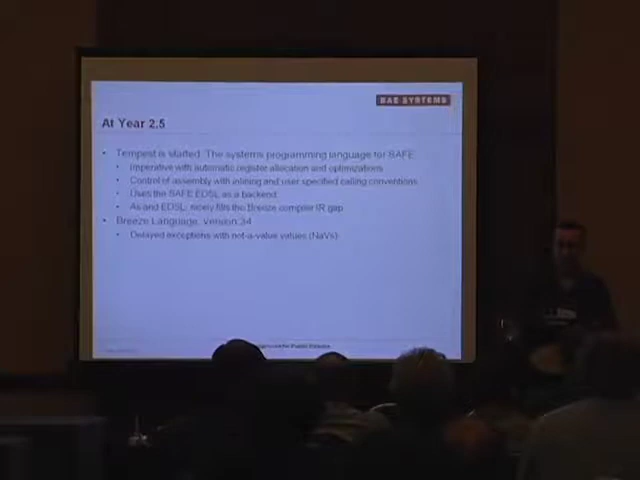 BAE SYSTEMS
At Year 2.5
• Tempest is started: The systems programming language for SAFE
• Imperative with automatic register allocation and optimizations
• Control of assembly with inlining and user specified calling conventions
• Uses the SAFE EDSL as a backend
• As and EDSL, nicely fills the Breeze compiler IR gap
• Breeze Language, version 34
• Delayed exceptions with not-a-value values (NaVs)